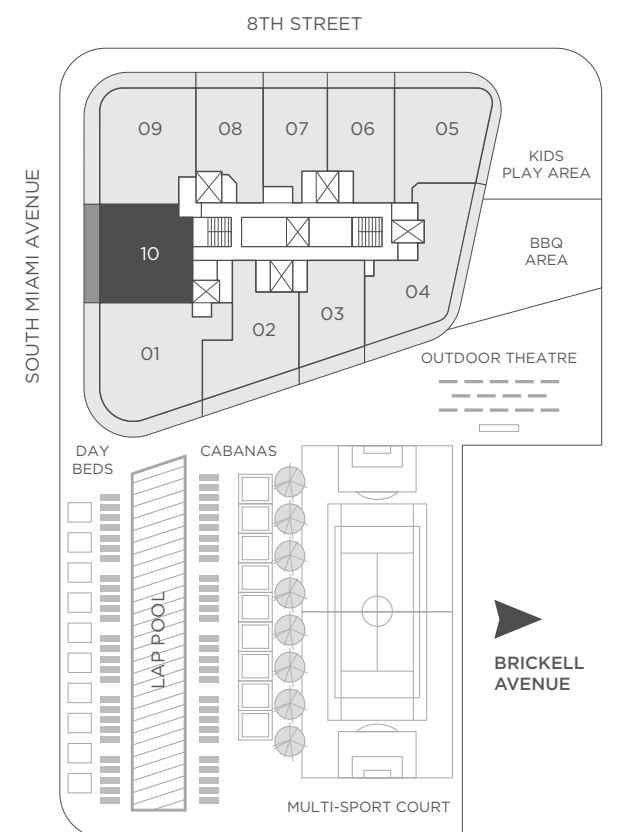 8TH STREET
SOUTH MIAMI AVENUE
09
08
07
06
05
KIDS
PLAY AREA
10
BBQ
AREA
04
03
02
01
OUTDOOR THEATRE
DAY
BEDS
CABANAS
LAP POOL
BRICKELL
AVENUE
MULTI-SPORT COURT